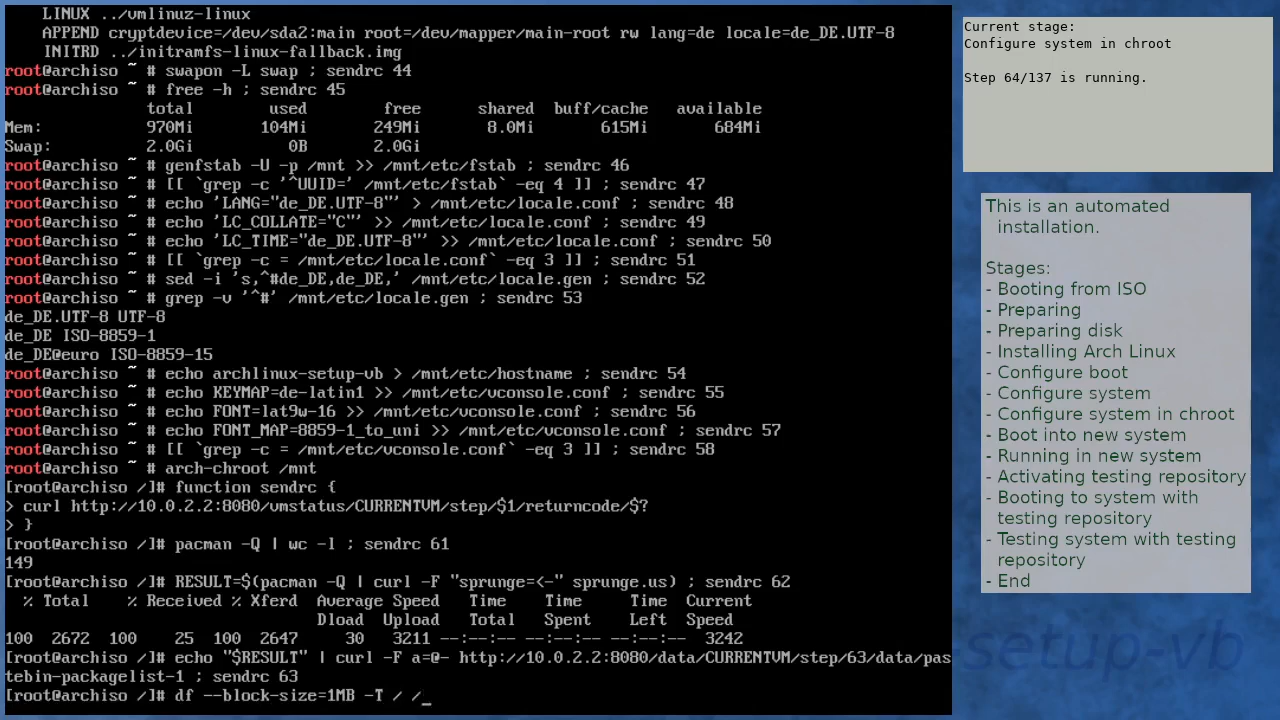 LINUX ../vmlinuz-linux
    APPEND cryptdevice=/dev/sda2:main root=/dev/mapper/main-root rw lang=de locale=de_DE.UTF-8
    INITRD ../initramfs-linux-fallback.img
root@archiso ~ # swapon -L swap ; sendrc 44
root@archiso ~ # free -h ; sendrc 45
               total        used        free      shared  buff/cache   available
Mem:           970Mi       104Mi       249Mi       8.0Mi       615Mi       684Mi
Swap:          2.0Gi          0B       2.0Gi
root@archiso ~ # genfstab -U -p /mnt >> /mnt/etc/fstab ; sendrc 46
root@archiso ~ # [[ `grep -c '^UUID=' /mnt/etc/fstab` -eq 4 ]] ; sendrc 47
root@archiso ~ # echo 'LANG="de_DE.UTF-8"' > /mnt/etc/locale.conf ; sendrc 48
root@archiso ~ # echo 'LC_COLLATE="C"' >> /mnt/etc/locale.conf ; sendrc 49
root@archiso ~ # echo 'LC_TIME="de_DE.UTF-8"' >> /mnt/etc/locale.conf ; sendrc 50
root@archiso ~ # [[ `grep -c = /mnt/etc/locale.conf` -eq 3 ]] ; sendrc 51
root@archiso ~ # sed -i 's,^#de_DE,de_DE,' /mnt/etc/locale.gen ; sendrc 52
root@archiso ~ # grep -v '^#' /mnt/etc/locale.gen ; sendrc 53
de_DE.UTF-8 UTF-8
de_DE ISO-8859-1
de_DE@euro ISO-8859-15
root@archiso ~ # echo archlinux-setup-vb > /mnt/etc/hostname ; sendrc 54
root@archiso ~ # echo KEYMAP=de-latin1 >> /mnt/etc/vconsole.conf ; sendrc 55
root@archiso ~ # echo FONT=lat9w-16 >> /mnt/etc/vconsole.conf ; sendrc 56
root@archiso ~ # echo FONT_MAP=8859-1_to_uni >> /mnt/etc/vconsole.conf ; sendrc 57
root@archiso ~ # [[ `grep -c = /mnt/etc/vconsole.conf` -eq 3 ]] ; sendrc 58
root@archiso ~ # arch-chroot /mnt
[root@archiso /]# function sendrc {
> curl http://10.0.2.2:8080/vmstatus/CURRENTVM/step/$1/returncode/$?
> }
[root@archiso /]# pacman -Q | wc -l ; sendrc 61
149
[root@archiso /]# RESULT=$(pacman -Q | curl -F "sprunge=<-" sprunge.us) ; sendrc 62
  % Total    % Received % Xferd  Average Speed   Time    Time     Time  Current
                                 Dload  Upload   Total   Spent    Left  Speed
100  2672  100    25  100  2647     30   3211 --:--:-- --:--:-- --:--:--  3242
[root@archiso /]# echo "$RESULT" | curl -F a=@- http://10.0.2.2:8080/data/CURRENTVM/step/63/data/pas
tebin-packagelist-1 ; sendrc 63
[root@archiso /]# df --block-size=1MB -T / /_
Current stage:
Configure system in chroot
Step 64/137 is running.
This is an automated
installation.
Stages:
- Booting from ISO
- Preparing
- Preparing disk
- Installing Arch Linux
- Configure boot
- Configure system
- Configure system in chroot
- Boot into new system
- Running in new system
- Activating testing repository
- Booting to system with
testing repository
- Testing system with testing
repository
- End
setup-vb